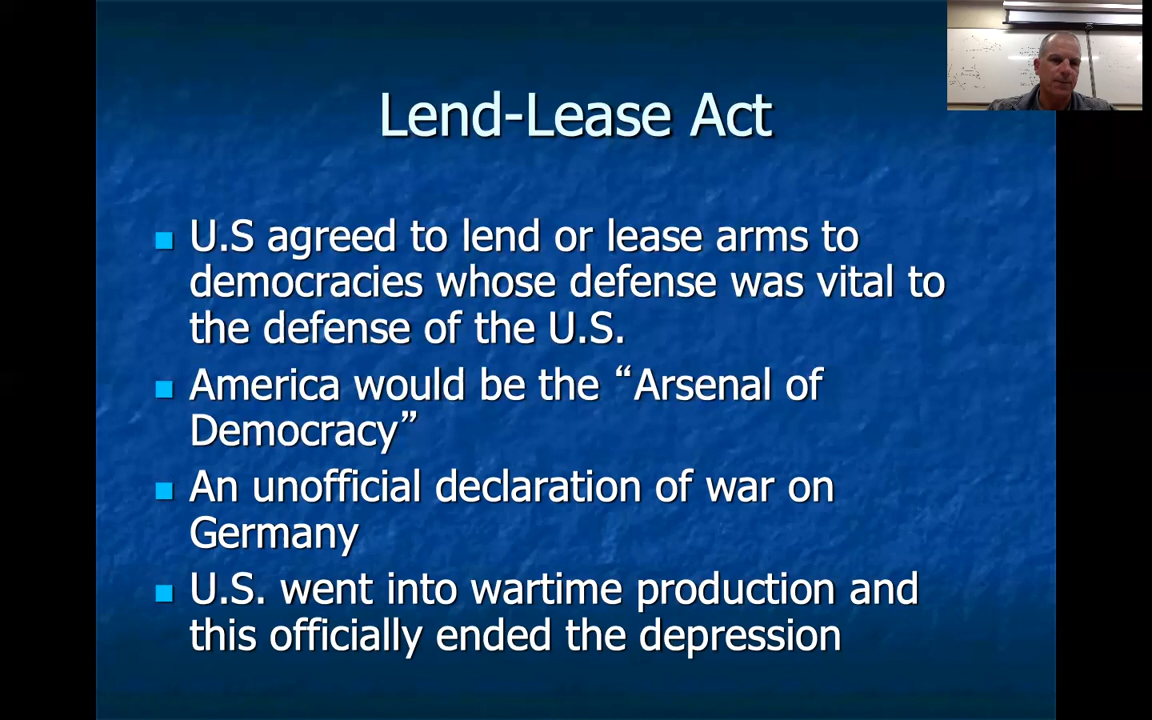 Lend-Lease Act
■ U.S agreed to lend or lease arms to
democracies whose defense was vital to
the defense of the U.S.
■ America would be the “Arsenal of
Democracy”
■ An unofficial declaration of war on
Germany
■ U.S. went into wartime production and
this officially ended the depression